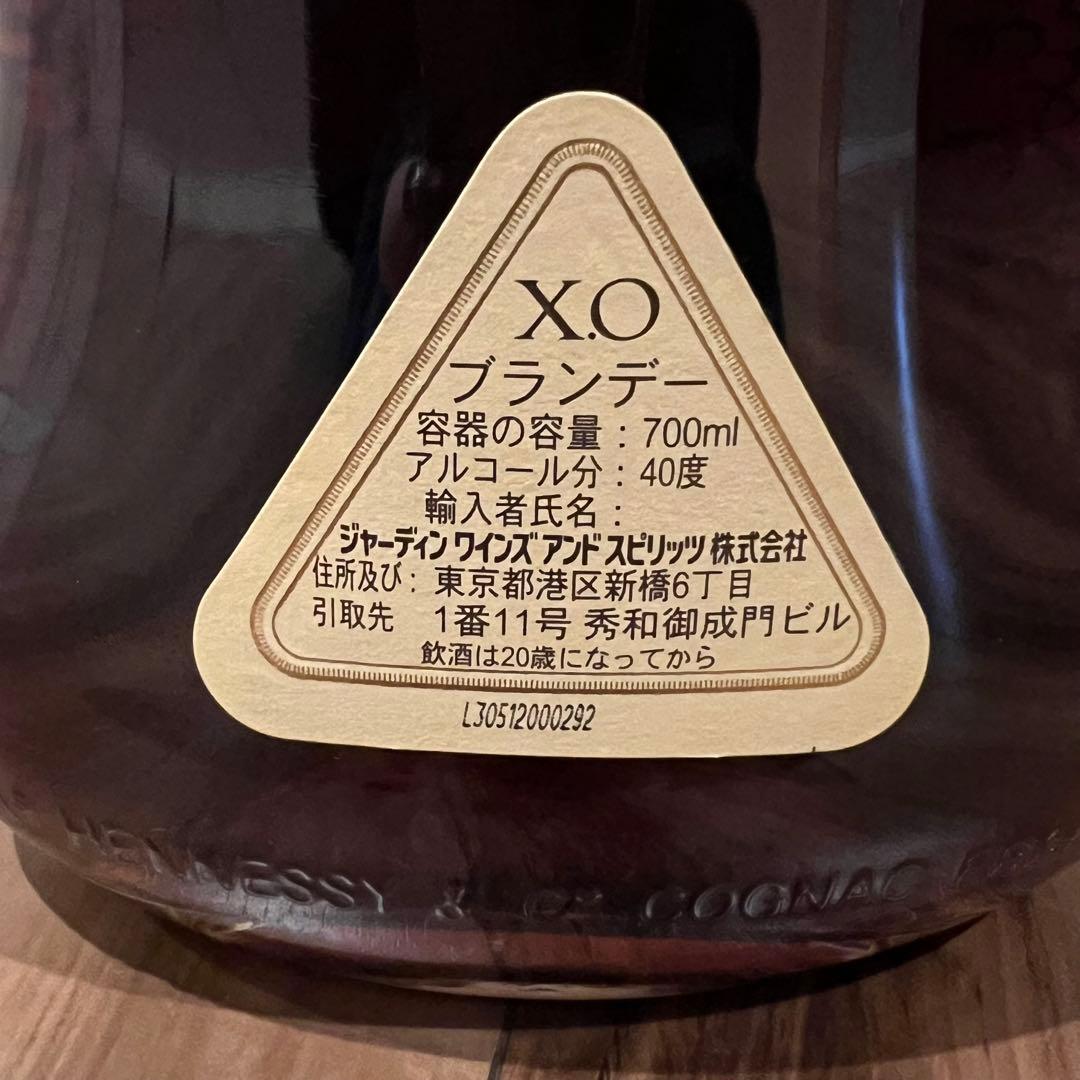 X.O
ブランデー
容器の容量：700ml
アルコール分：40度
輸入者氏名：
ジャーディン ワインズ アンド スピリッツ 株式会社
住所及び：東京都港区新橋6丁目
引取先 1番11号 秀和御成門ビル
飲酒は20歳になってから
L30512000292
HENNESSY & Cº COGNAC